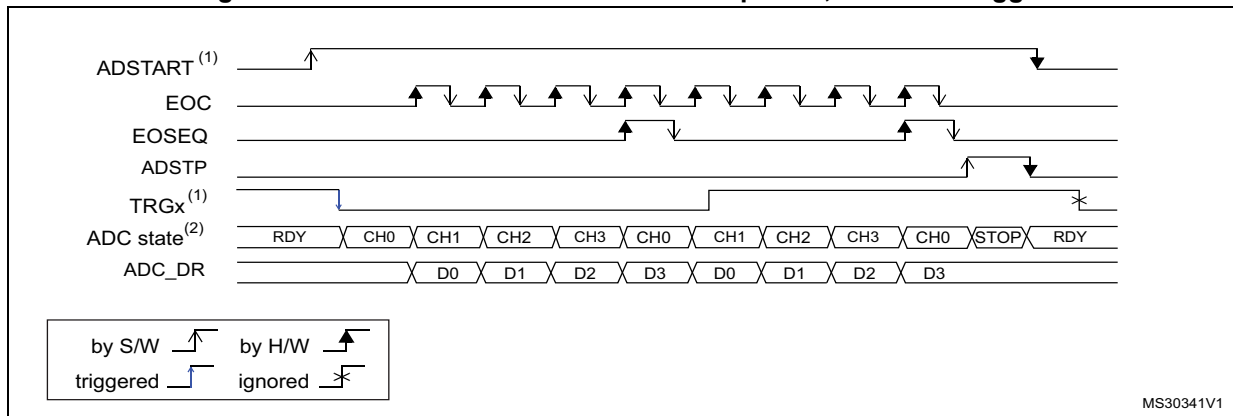 ADSTART (1)
EOC
EOSEQ
ADSTP
TRGx (1)
ADC state (2) RDY CH0 CH1 CH2 CH3 CH0 CH1 CH2 CH3 CH0 STOP RDY
ADC_DR D0 D1 D2 D3 D0 D1 D2 D3
by S/W by H/W
triggered ignored
MS30341V1